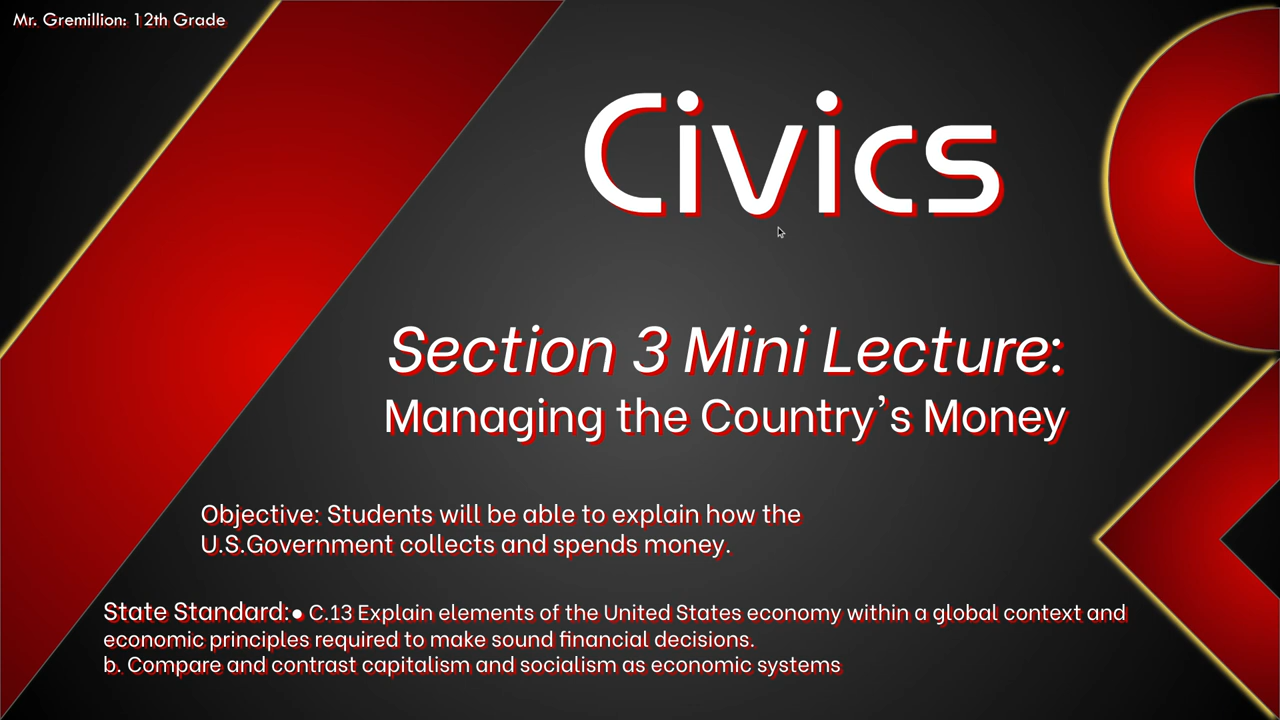 Mr. Gremillion: 12th Grade
Civics
Section 3 Mini Lecture:
Managing the Country's Money
Objective: Students will be able to explain how the
U.S.Government collects and spends money.
State Standard:● C.13 Explain elements of the United States economy within a global context and
economic principles required to make sound financial decisions.
b. Compare and contrast capitalism and socialism as economic systems